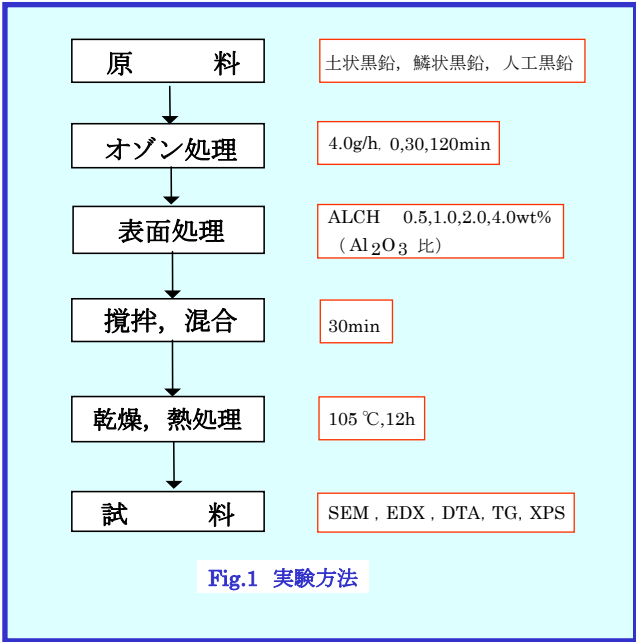 原　　　料
土状黒鉛，鱗状黒鉛，人工黒鉛
オゾン処理
4.0g/h, 0,30,120min
表面処理
ALCH　0.5,1.0,2.0,4.0wt%
（Al2O3 比）
撹拌，混合
30min
乾燥，熱処理
105 ℃,12h
試　　　料
SEM , EDX , DTA, TG, XPS
Fig.1 実験方法